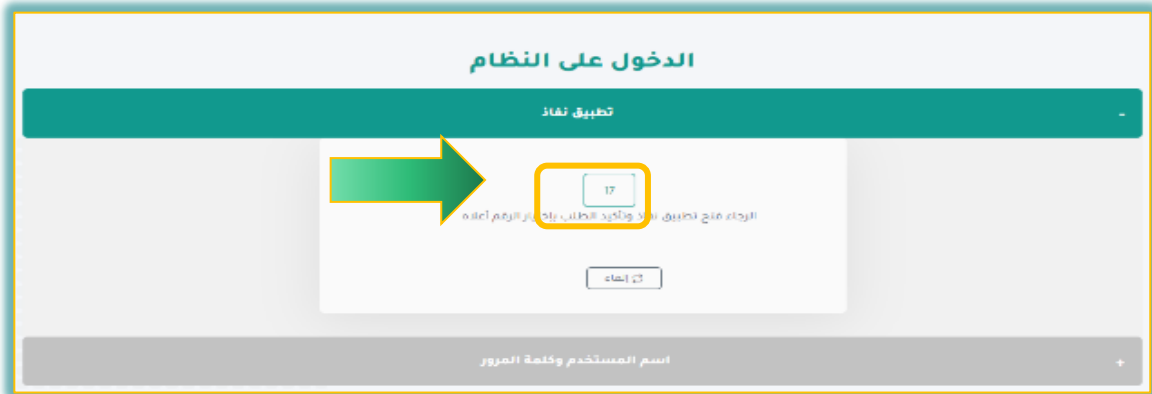 الدخول على النظام
تطبيق نفاذ -
17
الرجاء فتح تطبيق نفاذ وتأكيد الطلب بإختيار الرقم أعلاه
إلغاء
اسم المستخدم وكلمة المرور +